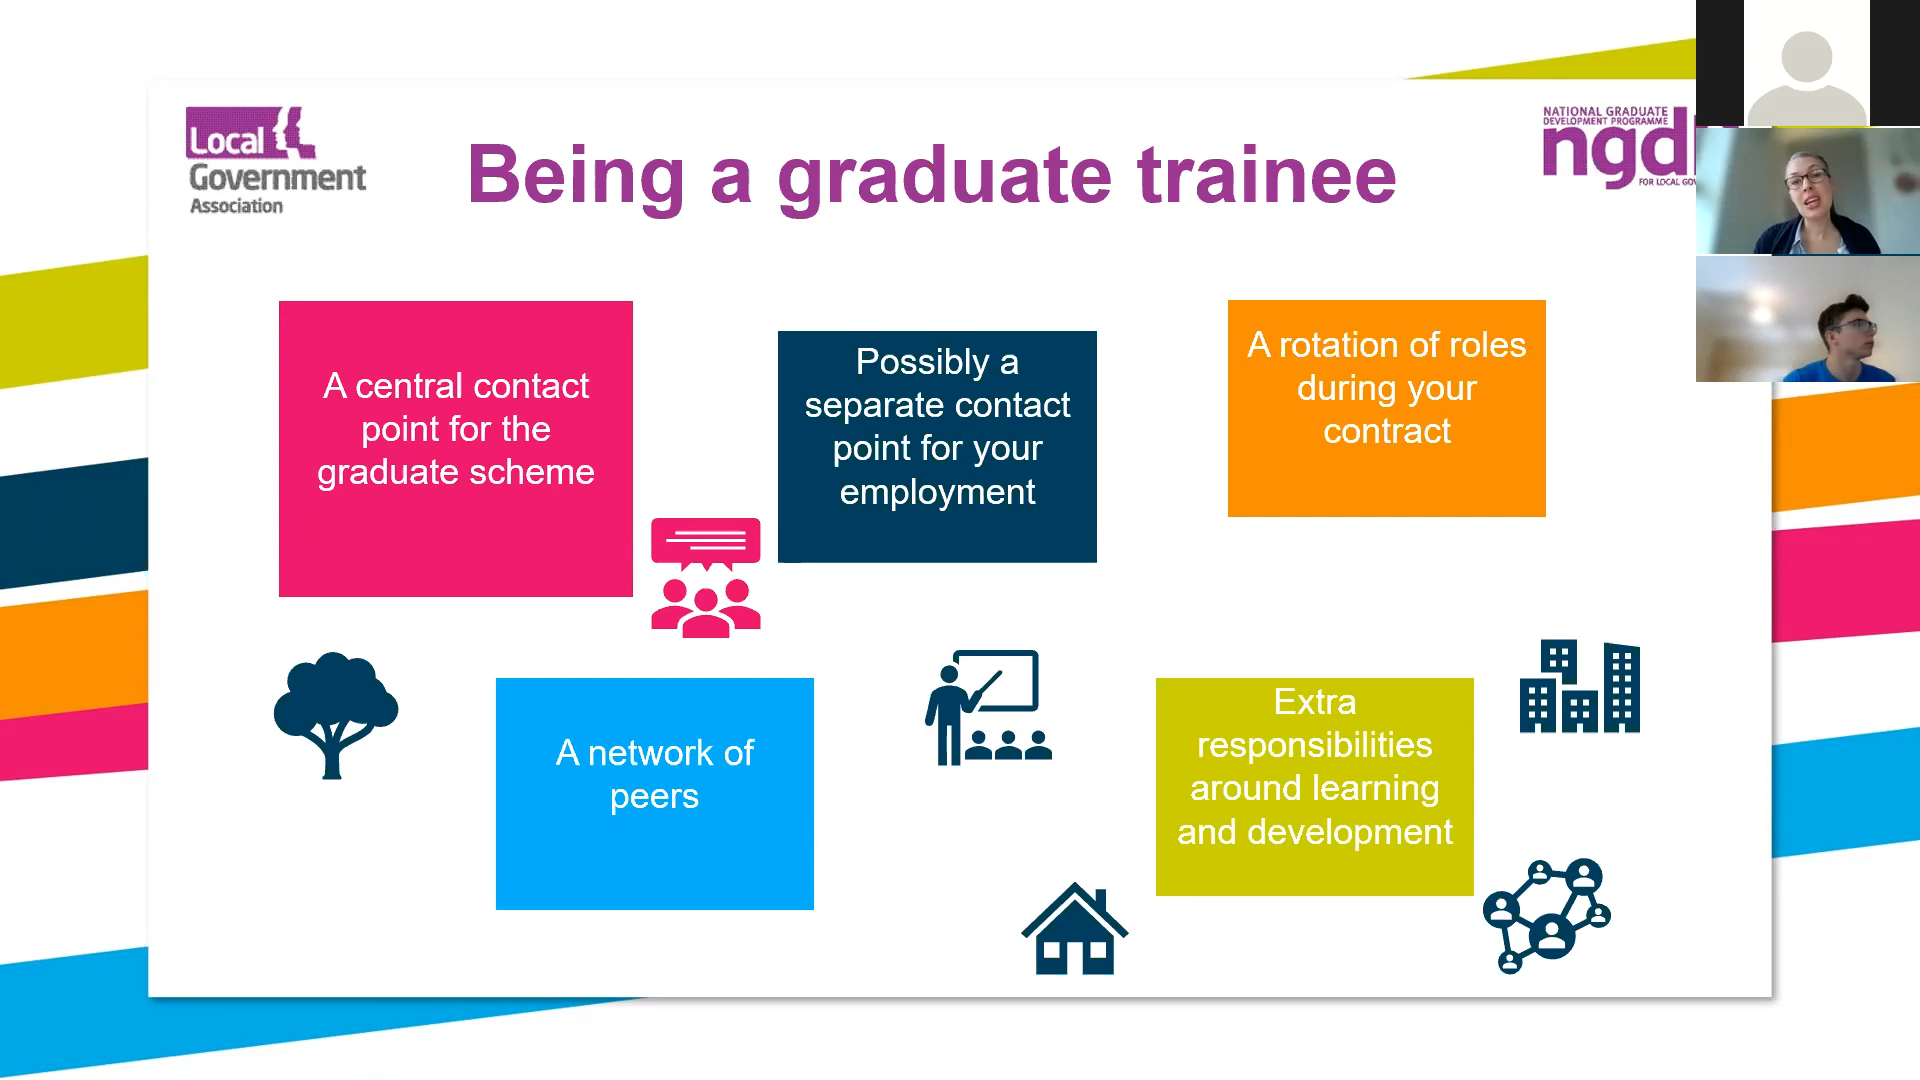 Local
Government
Association
Being a graduate trainee
NATIONAL GRADUATE
DEVELOPMENT PROGRAMME
ngd
FOR LOCAL
A central contact
point for the
graduate scheme
Possibly a
separate contact
point for your
employment
A rotation of roles
during your
contract
A network of
peers
Extra
responsibilities
around learning
and development